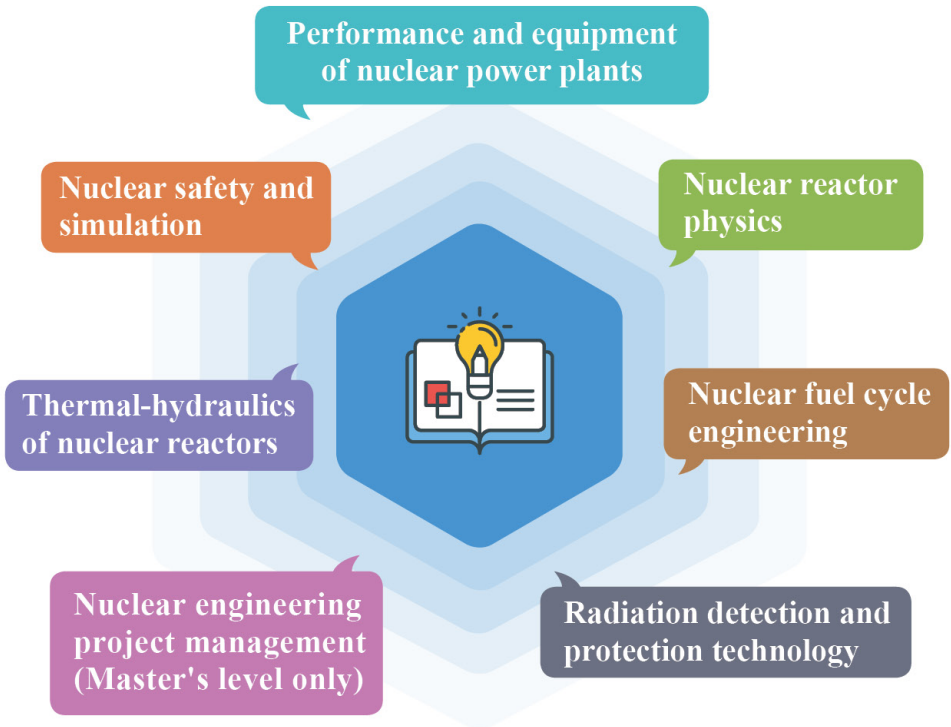 Performance and equipment
of nuclear power plants
Nuclear safety and
simulation
Nuclear reactor
physics
Thermal-hydraulics
of nuclear reactors
Nuclear fuel cycle
engineering
Nuclear engineering
project management
(Master's level only)
Radiation detection and
protection technology